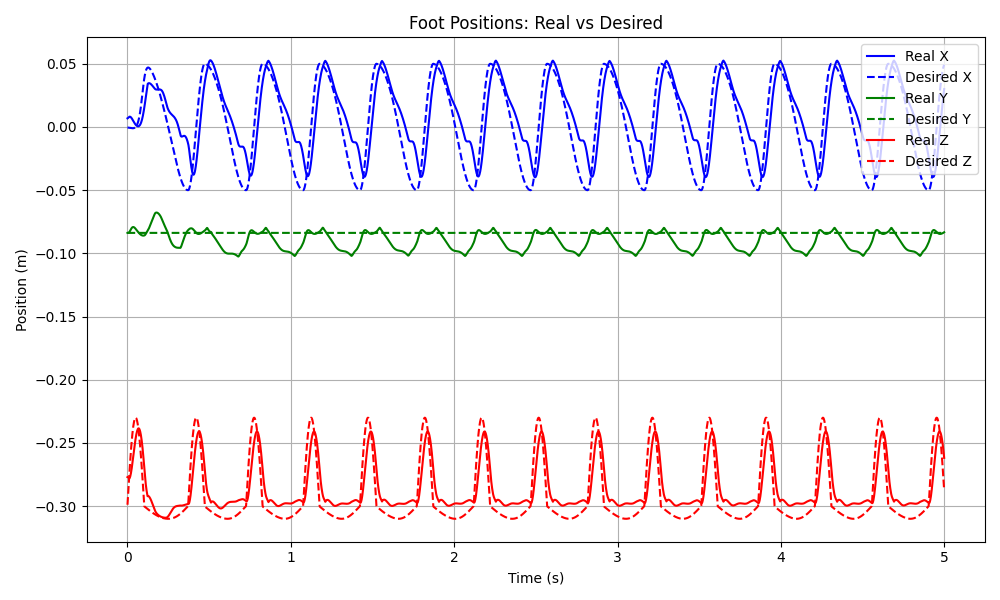 Foot Positions: Real vs Desired
Real X
Desired X
Real Y
Desired Y
Real Z
Desired Z
0.05
0.00
−0.05
−0.10
−0.15
−0.20
−0.25
−0.30
Position (m)
0 1 2 3 4 5
Time (s)